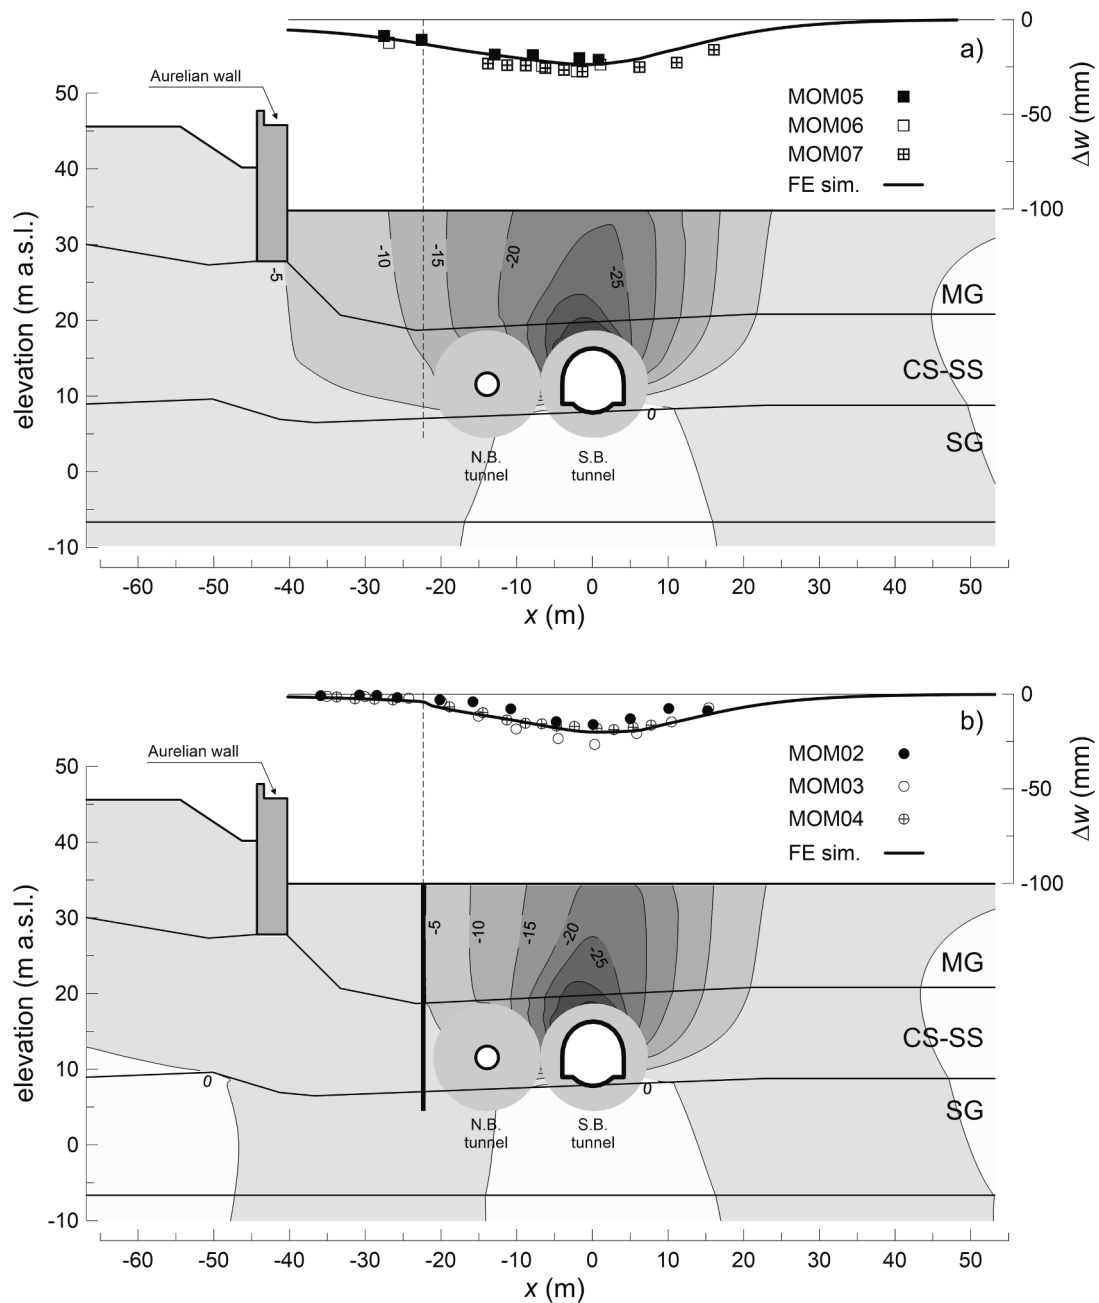 0
a)
Aurelian wall
50
MOM05
-50
Δw (mm)
MOM06
MOM07
40
FE sim.
-100
elevation (m a.s.l.)
30
-5
-10
-15
-20
-25
MG
20
CS-SS
10
0
SG
N.B.
tunnel
S.B.
tunnel
0
-10
-60
-50
-40
-30
-20
-10
0
10
20
30
40
50
x (m)
0
b)
Aurelian wall
50
MOM02
-50
Δw (mm)
MOM03
MOM04
40
FE sim.
-100
elevation (m a.s.l.)
30
-5
-10
-15
-20
-25
MG
20
CS-SS
10
0
0
SG
N.B.
tunnel
S.B.
tunnel
0
-10
-60
-50
-40
-30
-20
-10
0
10
20
30
40
50
x (m)